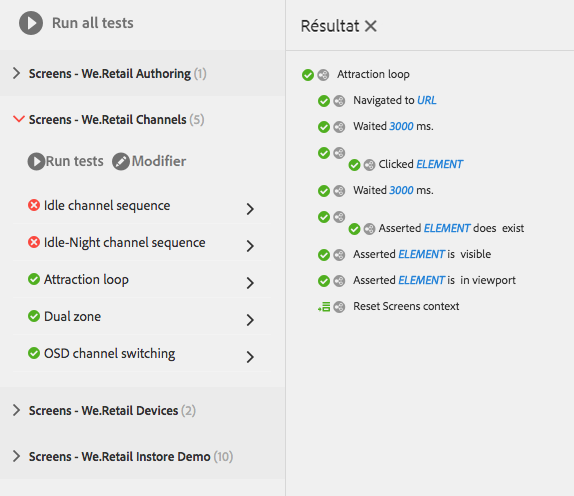 Run all tests
Screens - We.Retail Authoring (1)
Screens - We.Retail Channels (5)
Run tests Modifier
Idle channel sequence
Idle-Night channel sequence
Attraction loop
Dual zone
OSD channel switching
Screens - We.Retail Devices (2)
Screens - We.Retail Instore Demo (10)
Résultat
Attraction loop
Navigated to URL
Waited 3000 ms.
Clicked ELEMENT
Waited 3000 ms.
Asserted ELEMENT does exist
Asserted ELEMENT is visible
Asserted ELEMENT is in viewport
Reset Screens context